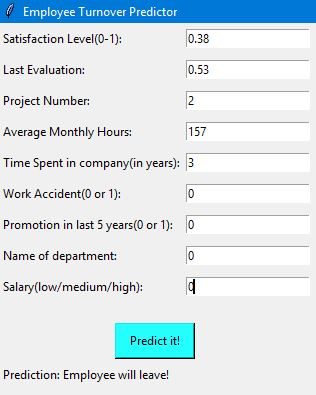 Employee Turnover Predictor
Satisfaction Level(0-1): 0.38
Last Evaluation: 0.53
Project Number: 2
Average Monthly Hours: 157
Time Spent in company(in years): 3
Work Accident(0 or 1): 0
Promotion in last 5 years(0 or 1): 0
Name of department: 0
Salary(low/medium/high): 0
Predict it!
Prediction: Employee will leave!